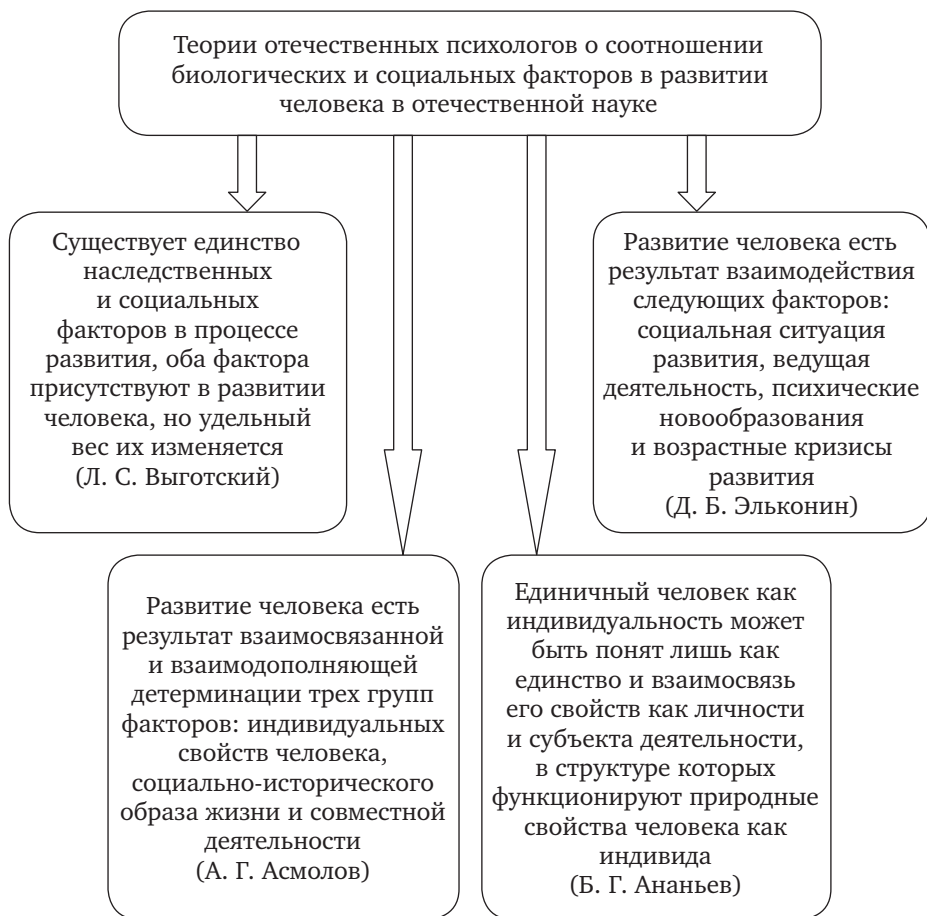 Теории отечественных психологов о соотношении
биологических и социальных факторов в развитии
человека в отечественной науке
Существует единство
наследственных
и социальных
факторов в процессе
развития, оба фактора
присутствуют в развитии
человека, но удельный
вес их изменяется
(Л. С. Выготский)
Развитие человека есть
результат взаимодействия
следующих факторов:
социальная ситуация
развития, ведущая
деятельность, психические
новообразования
и возрастные кризисы
развития
(Д. Б. Эльконин)
Развитие человека есть
результат взаимосвязанной
и взаимодополняющей
детерминации трех групп
факторов: индивидуальных
свойств человека,
социально-исторического
образа жизни и совместной
деятельности
(А. Г. Асмолов)
Единичный человек как
индивидуальность может
быть понят лишь как
единство и взаимосвязь
его свойств как личности
и субъекта деятельности,
в структуре которых
функционируют природные
свойства человека как
индивида
(Б. Г. Ананьев)